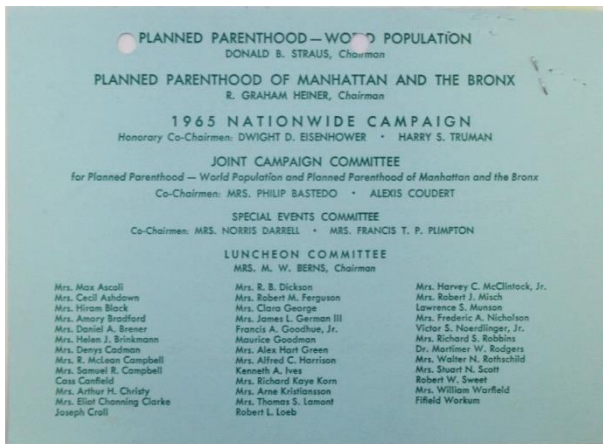 PLANNED PARENTHOOD — WORLD POPULATION
DONALD B. STRAUS, Chairman
PLANNED PARENTHOOD OF MANHATTAN AND THE BRONX
R. GRAHAM HEINER, Chairman
1965 NATIONWIDE CAMPAIGN
Honorary Co-Chairmen: DWIGHT D. EISENHOWER • HARRY S. TRUMAN
JOINT CAMPAIGN COMMITTEE
for Planned Parenthood — World Population and Planned Parenthood of Manhattan and the Bronx
Co-Chairmen: MRS. PHILIP BASTEDO • ALEXIS COUDERT
SPECIAL EVENTS COMMITTEE
Co-Chairmen: MRS. NORRIS DARRELL • MRS. FRANCIS T. P. PLIMPTON
LUNCHEON COMMITTEE
MRS. M. W. BERNS, Chairman
Mrs. Max Ascoli
Mrs. Cecil Ashdown
Mrs. Hiram Black
Mrs. Amory Bradford
Mrs. Daniel A. Brener
Mrs. Helen J. Brinkmann
Mrs. Denys Cadman
Mrs. R. McLean Campbell
Mrs. Samuel R. Campbell
Cass Canfield
Mrs. Arthur H. Christy
Mrs. Eliot Channing Clarke
Joseph Crall
Mrs. R. B. Dickson
Mrs. Robert M. Ferguson
Mrs. Clara George
Mrs. James L. German III
Francis A. Goodhue, Jr.
Maurice Goodman
Mrs. Alex Hart Green
Mrs. Alfred C. Harrison
Kenneth A. Ives
Mrs. Richard Kaye Korn
Mrs. Arne Kristiansson
Mrs. Thomas S. Lamont
Robert L. Loeb
Mrs. Harvey C. McClintock, Jr.
Mrs. Robert J. Misch
Lawrence S. Munson
Mrs. Frederic A. Nicholson
Victor S. Noerdlinger, Jr.
Mrs. Richard S. Robbins
Dr. Mortimer W. Rodgers
Mrs. Walter N. Rothschild
Mrs. Stuart N. Scott
Robert W. Sweet
Mrs. William Warfield
Fifield Workum